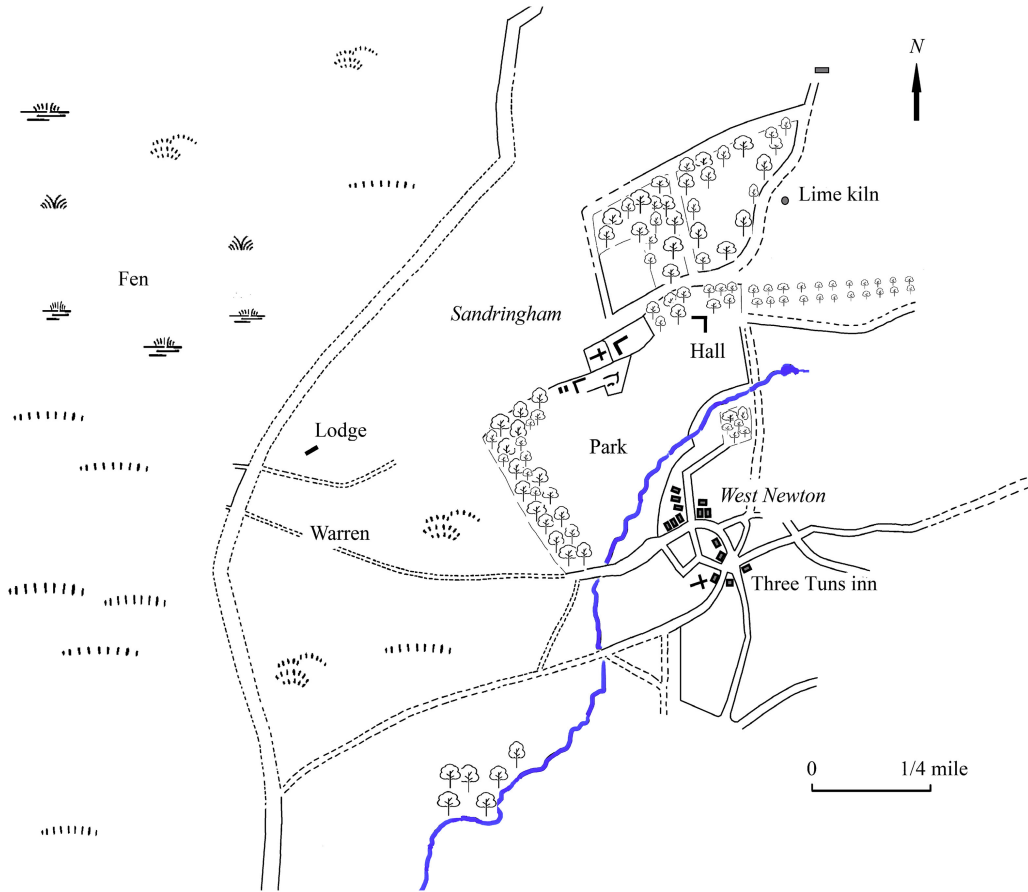 N
Lime kiln
Fen
Sandringham
Hall
Lodge
Park
West Newton
Warren
Three Tuns inn
0 1/4 mile